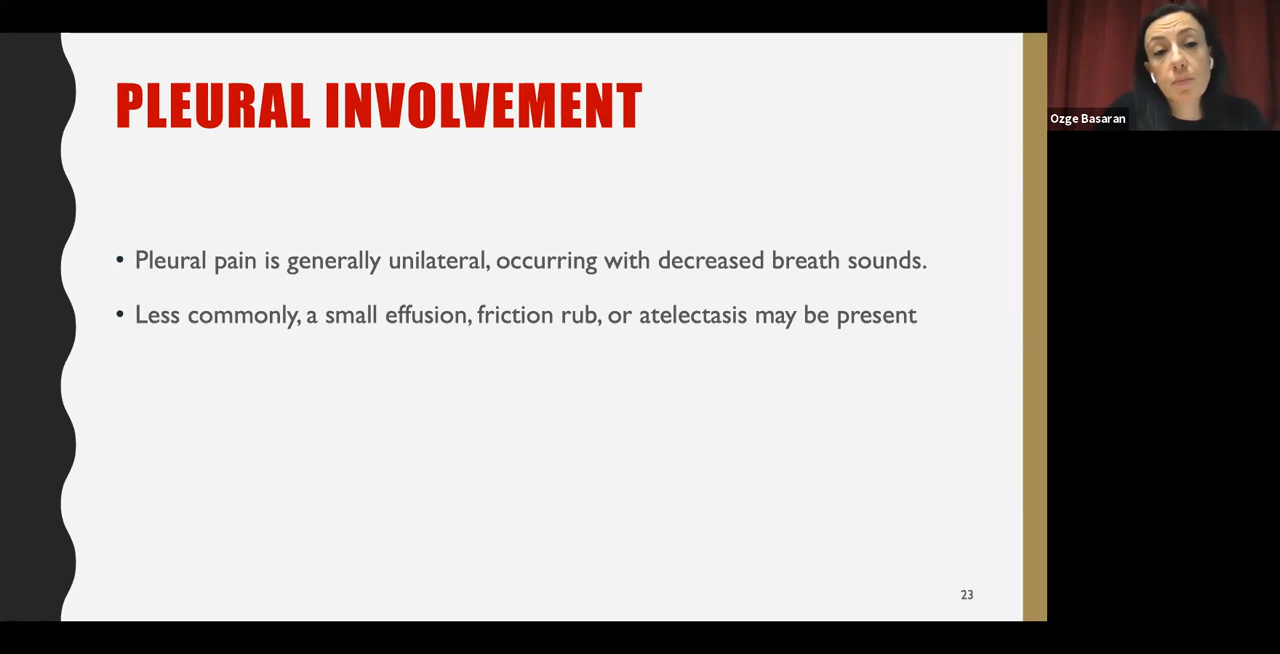 PLEURAL INVOLVEMENT
• Pleural pain is generally unilateral, occurring with decreased breath sounds.
• Less commonly, a small effusion, friction rub, or atelectasis may be present
23
Ozge Basaran